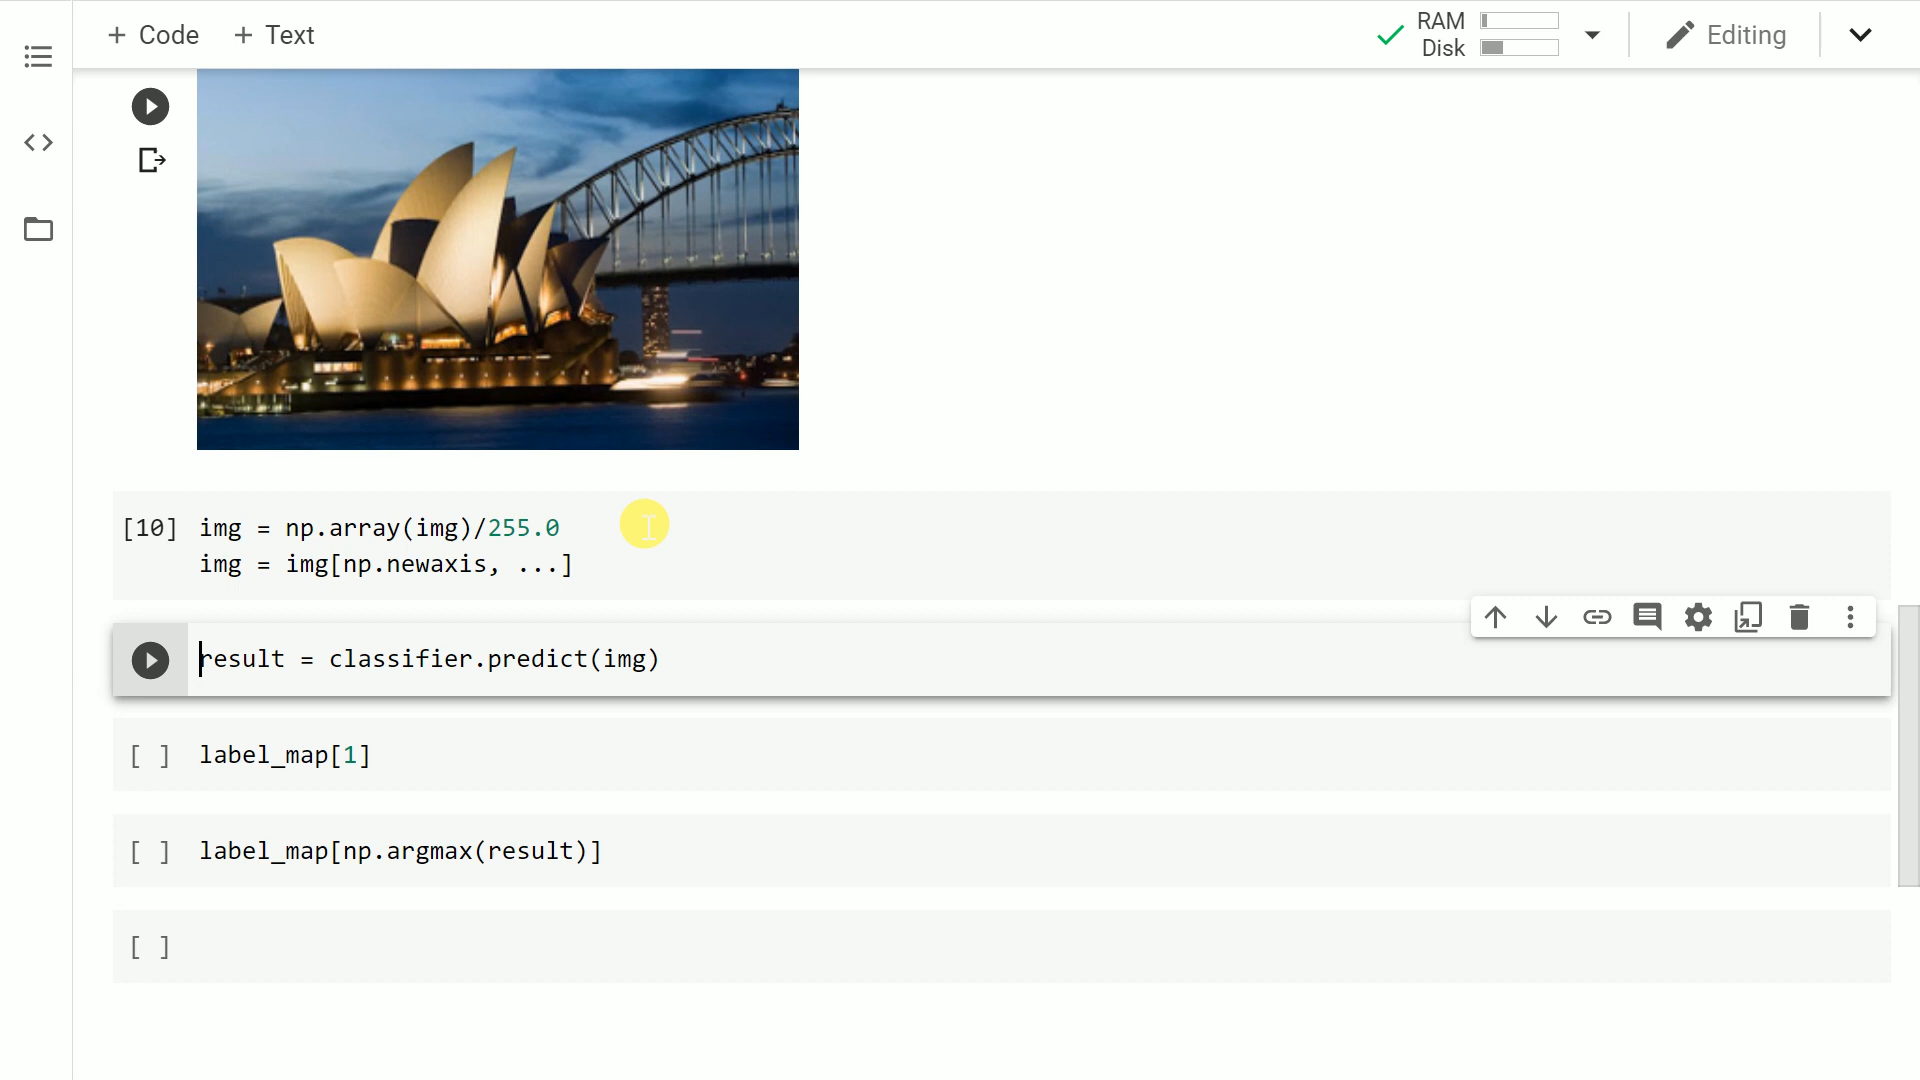 + Code + Text
RAM
Disk
Editing
[10] img = np.array(img)/255.0
img = img[np.newaxis, ...]
result = classifier.predict(img)
[ ] label_map[1]
[ ] label_map[np.argmax(result)]
[ ]